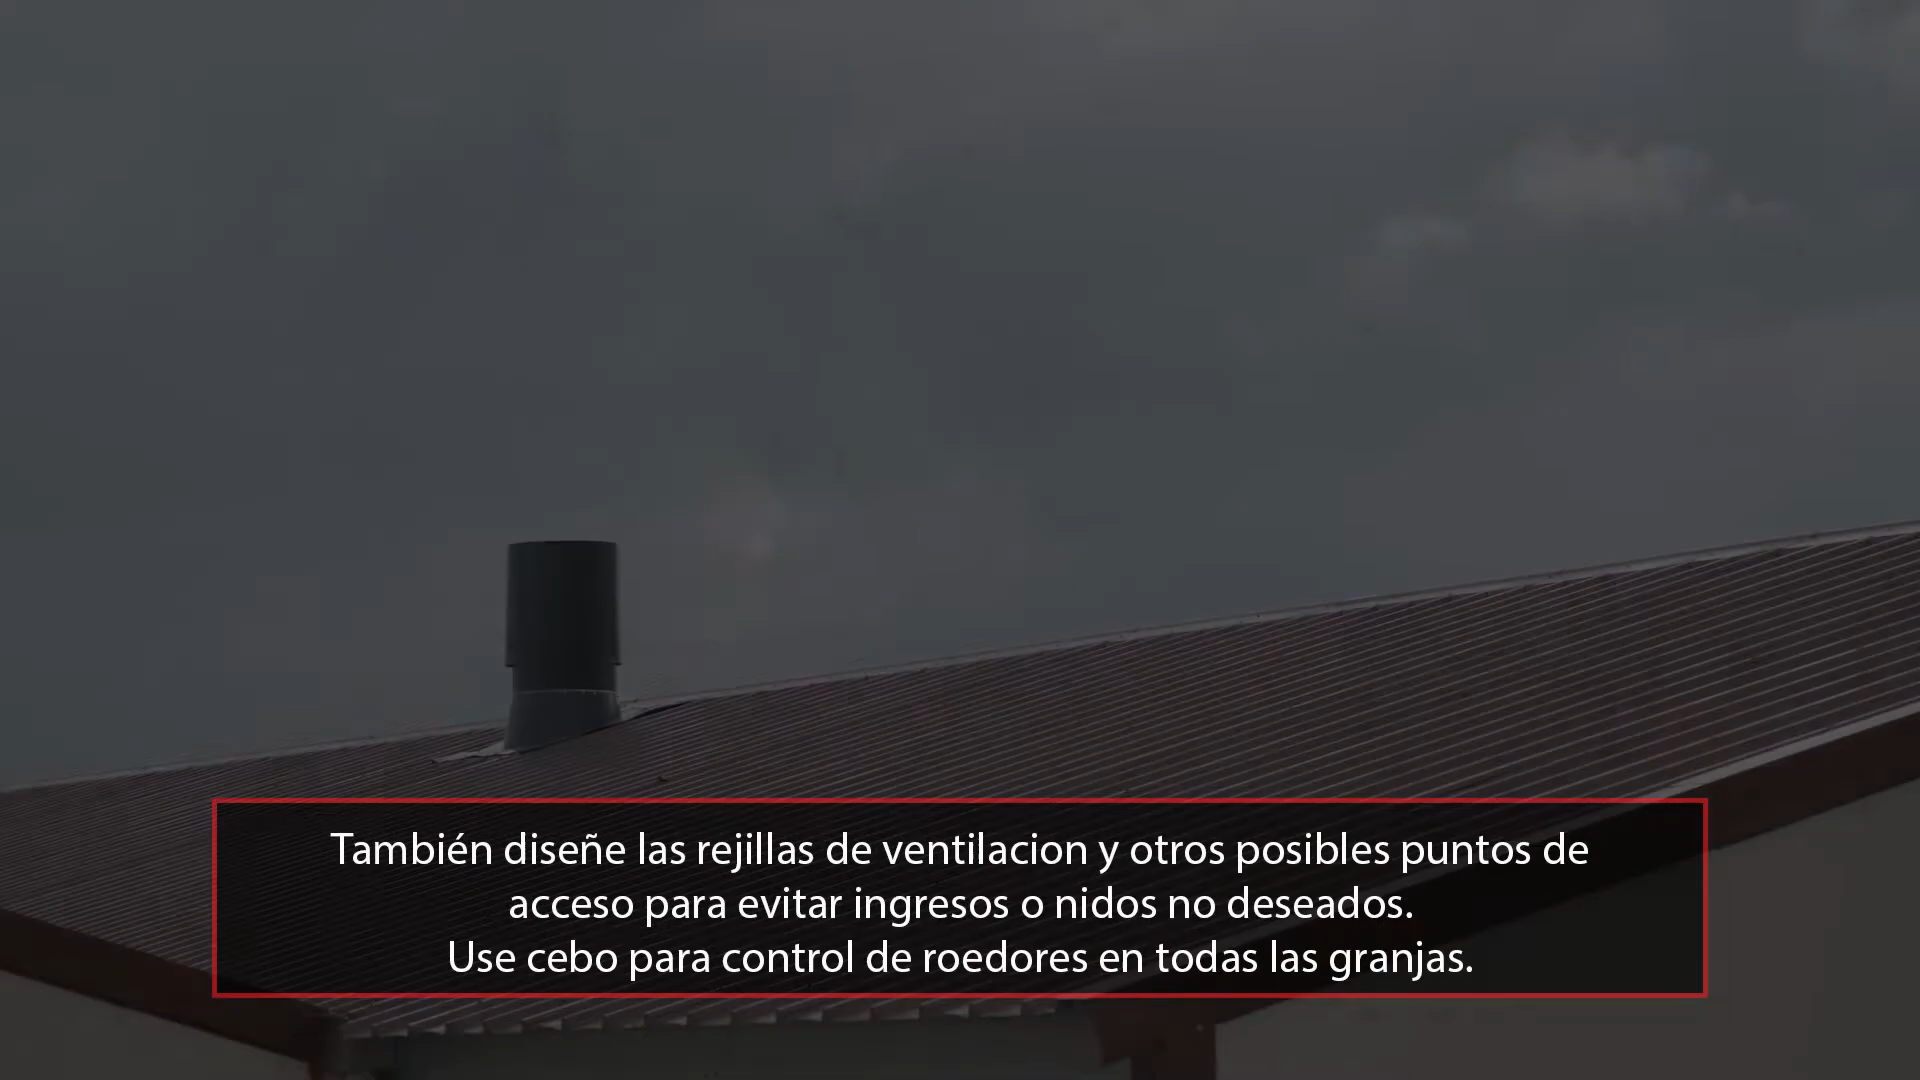 También diseñe las rejillas de ventilacion y otros posibles puntos de
acceso para evitar ingresos o nidos no deseados.
Use cebo para control de roedores en todas las granjas.